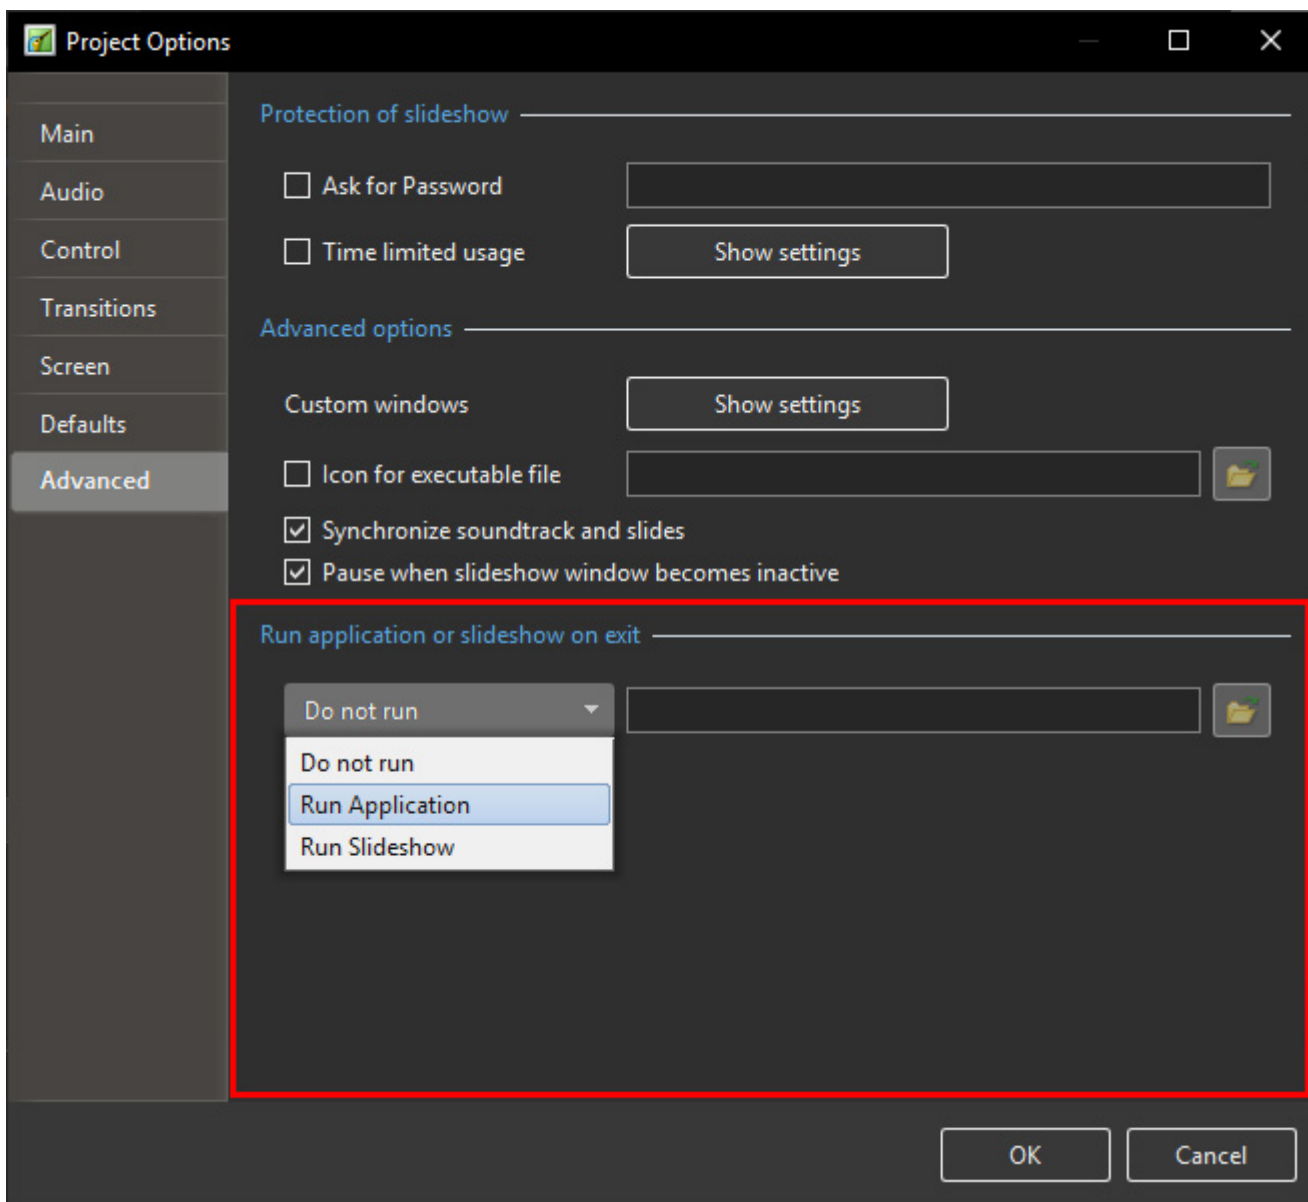 Project Options
Main
Audio
Control
Transitions
Screen
Defaults
Advanced
Protection of slideshow
Ask for Password
Time limited usage Show settings
Advanced options
Custom windows Show settings
Icon for executable file
Synchronize soundtrack and slides
Pause when slideshow window becomes inactive
Run application or slideshow on exit
Do not run
Do not run
Run Application
Run Slideshow
OK Cancel